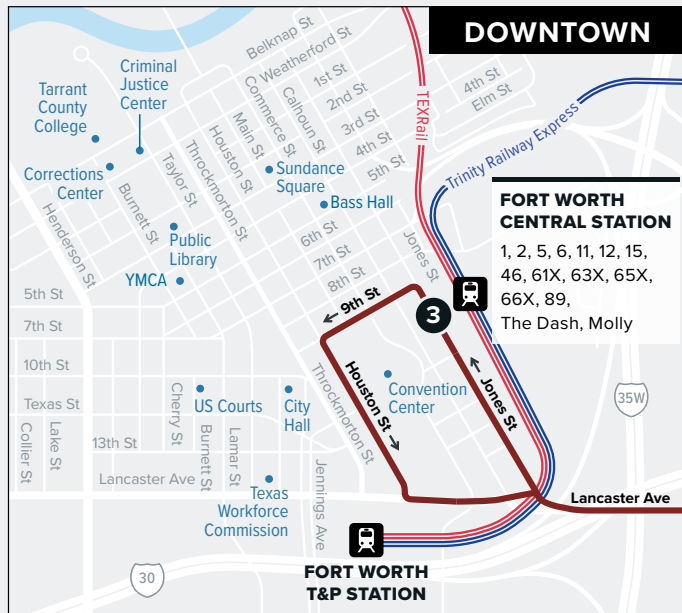 DOWNTOWN
Belknap St
Weatherford St
1st St
2nd St
3rd St
4th St
5th St
4th St
Elm St
Commerce St
Calhoun St
Main St
Houston St
Throckmorton St
Taylor St
Burnett St
Henderson St
Criminal
Justice
Center
Tarrant
County
College
Corrections
Center
Sundance
Square
Bass Hall
Public
Library
YMCA
TEXRail
Trinity Railway Express
FORT WORTH
CENTRAL STATION
1, 2, 5, 6, 11, 12, 15,
46, 61X, 63X, 65X,
66X, 89,
The Dash, Molly
6th St
7th St
8th St
Jones St
5th St
7th St
10th St
Texas St
13th St
Lancaster Ave
9th St
3
Houston St
Jones St
Convention
Center
Throckmorton St
35W
US Courts
City
Hall
Cherry St
Burnett St
Lamar St
Collier St
Lake St
Jennings Ave
Texas
Workforce
Commission
Lancaster Ave
30
FORT WORTH
T&P STATION